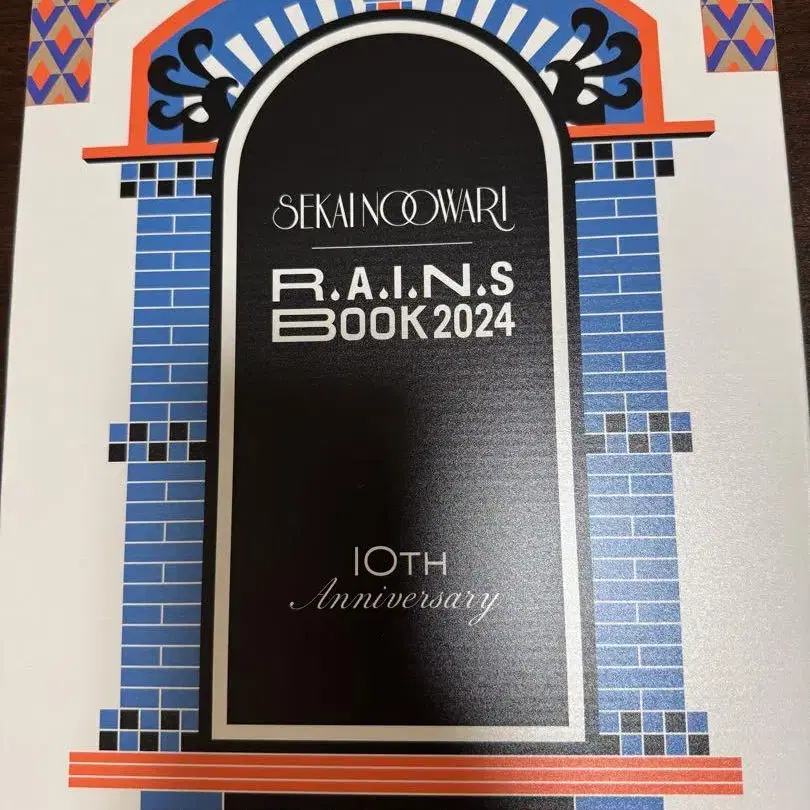 SEKAI NO OWARI
R.A.I.N.S
BOOK 2024
10TH
Anniversary